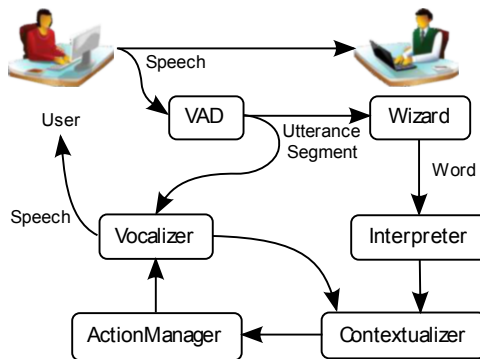 Speech
VAD
Wizard
User
Utterance
Segment
Word
Speech
Vocalizer
Interpreter
ActionManager
Contextualizer